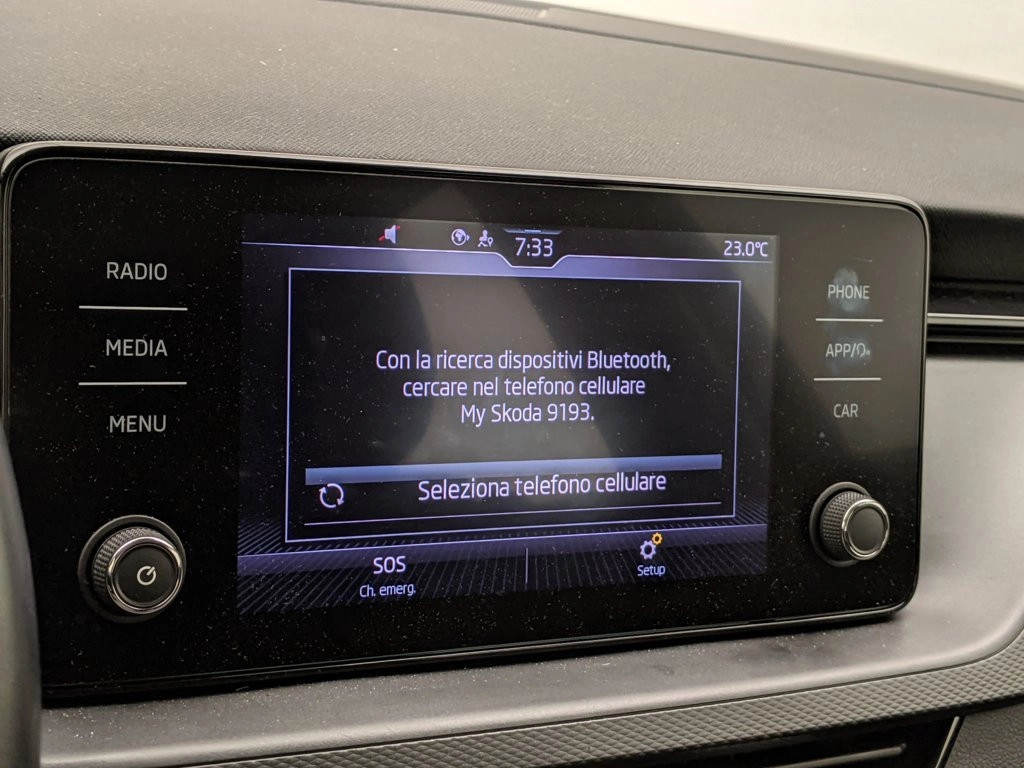 7:33
23.0°C
RADIO
MEDIA
MENU
Con la ricerca dispositivi Bluetooth,
cercare nel telefono cellulare
My Skoda 9193.
Seleziona telefono cellulare
SOS
Ch. emerg.
Setup
PHONE
APP/
CAR